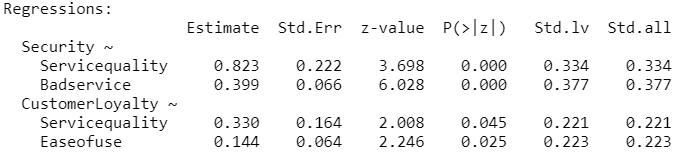 Regressions:
Estimate Std.Err z-value P(>|z|) Std.lv Std.all
Security ~
Servicequality 0.823 0.222 3.698 0.000 0.334 0.334
Badservice 0.399 0.066 6.028 0.000 0.377 0.377
CustomerLoyalty ~
Servicequality 0.330 0.164 2.008 0.045 0.221 0.221
Easeofuse 0.144 0.064 2.246 0.025 0.223 0.223